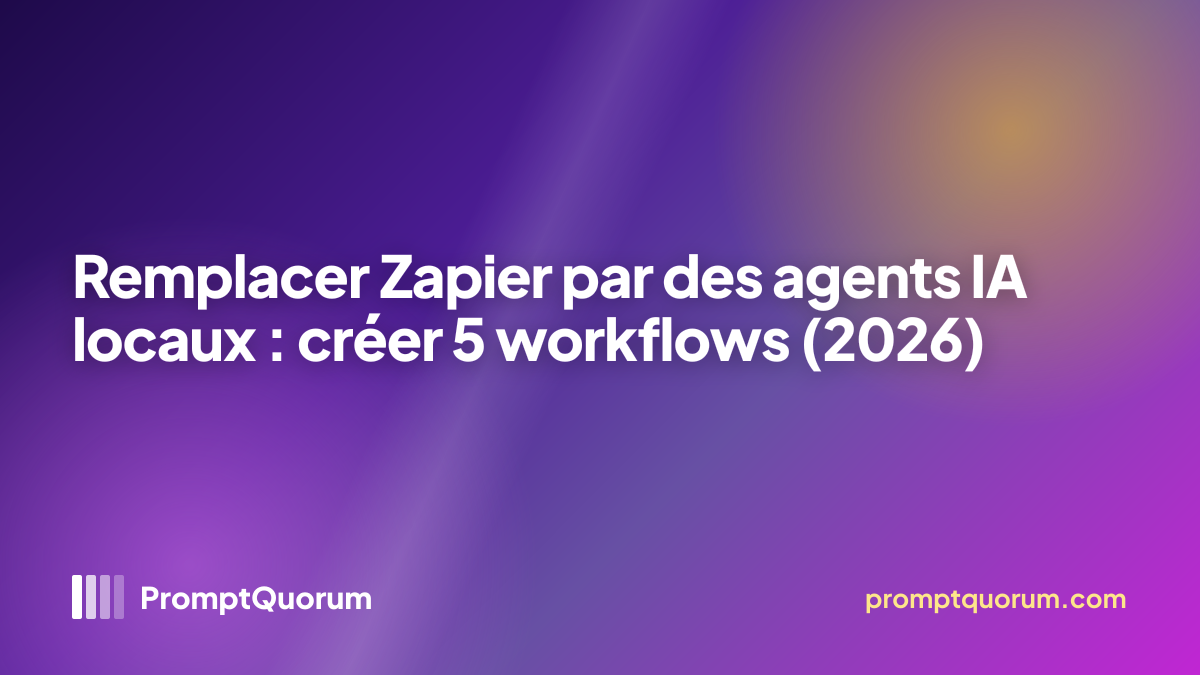 Remplacer Zapier par des agents IA
locaux : créer 5 workflows (2026)
PromptQuorum
promptquorum.com